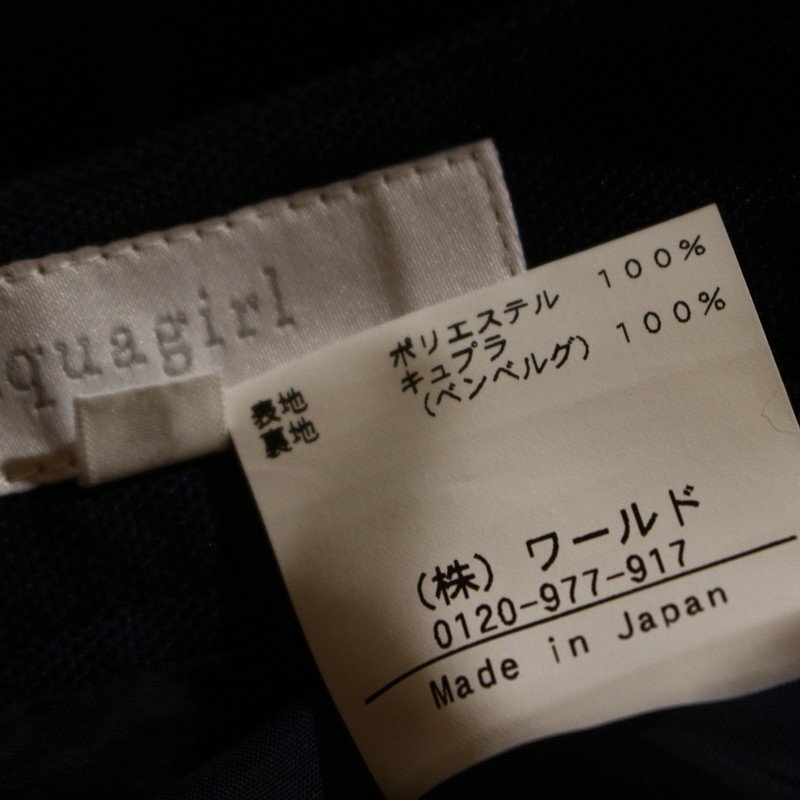 aquagirl
表地 ポリエステル 100%
裏地 キュプラ 100%
(ベンベルグ)
(株) ワールド
0120-977-917
Made in Japan